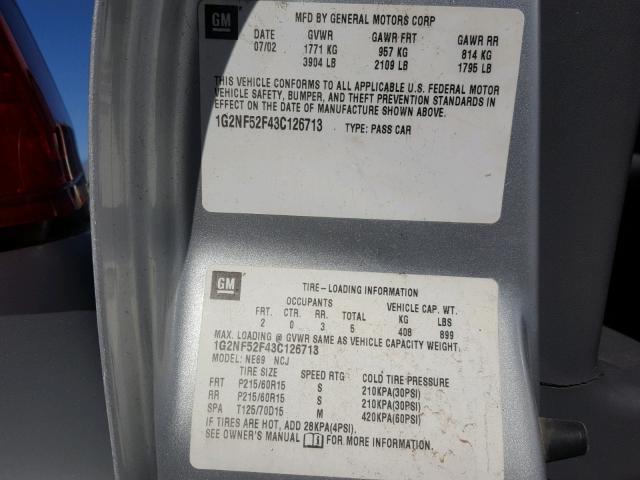 GM MFD BY GENERAL MOTORS CORP
DATE GVWR GAWR FRT GAWR RR
07/02 1771 KG 957 KG 814 KG
3904 LB 2109 LB 1795 LB
THIS VEHICLE CONFORMS TO ALL APPLICABLE U.S. FEDERAL MOTOR
VEHICLE SAFETY, BUMPER, AND THEFT PREVENTION STANDARDS IN
EFFECT ON THE DATE OF MANUFACTURE SHOWN ABOVE.
1G2NF52F43C126713 TYPE: PASS CAR
GM TIRE-LOADING INFORMATION
OCCUPANTS VEHICLE CAP. WT.
FRT. CTR. RR. TOTAL KG LBS
2 0 3 5 408 899
MAX. LOADING @ GVWR SAME AS VEHICLE CAPACITY WEIGHT.
1G2NF52F43C126713
MODEL: NE69 NCJ
TIRE SIZE SPEED RTG COLD TIRE PRESSURE
FRT P215/60R15 S 210KPA(30PSI)
RR P215/60R15 S 210KPA(30PSI)
SPA T125/70D15 M 420KPA(60PSI)
IF TIRES ARE HOT, ADD 28KPA(4PSI).
SEE OWNER'S MANUAL FOR MORE INFORMATION.